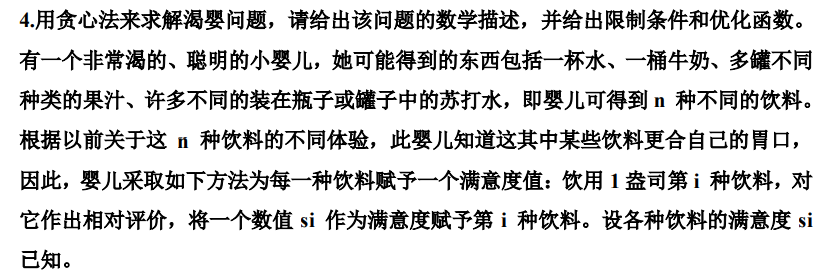 4.用贪心法来求解渴婴问题，请给出该问题的数学描述，并给出限制条件和优化函数。
有一个非常渴的、聪明的小婴儿，她可能得到的东西包括一杯水、一桶牛奶、多罐不同
种类的果汁、许多不同的装在瓶子或罐子中的苏打水，即婴儿可得到 n 种不同的饮料。
根据以前关于这 n 种饮料的不同体验，此婴儿知道这其中某些饮料更合自己的胃口，
因此，婴儿采取如下方法为每一种饮料赋予一个满意度值：饮用 1 盎司第 i 种饮料，对
它作出相对评价，将一个数值 si 作为满意度赋予第 i 种饮料。设各种饮料的满意度 si
已知。